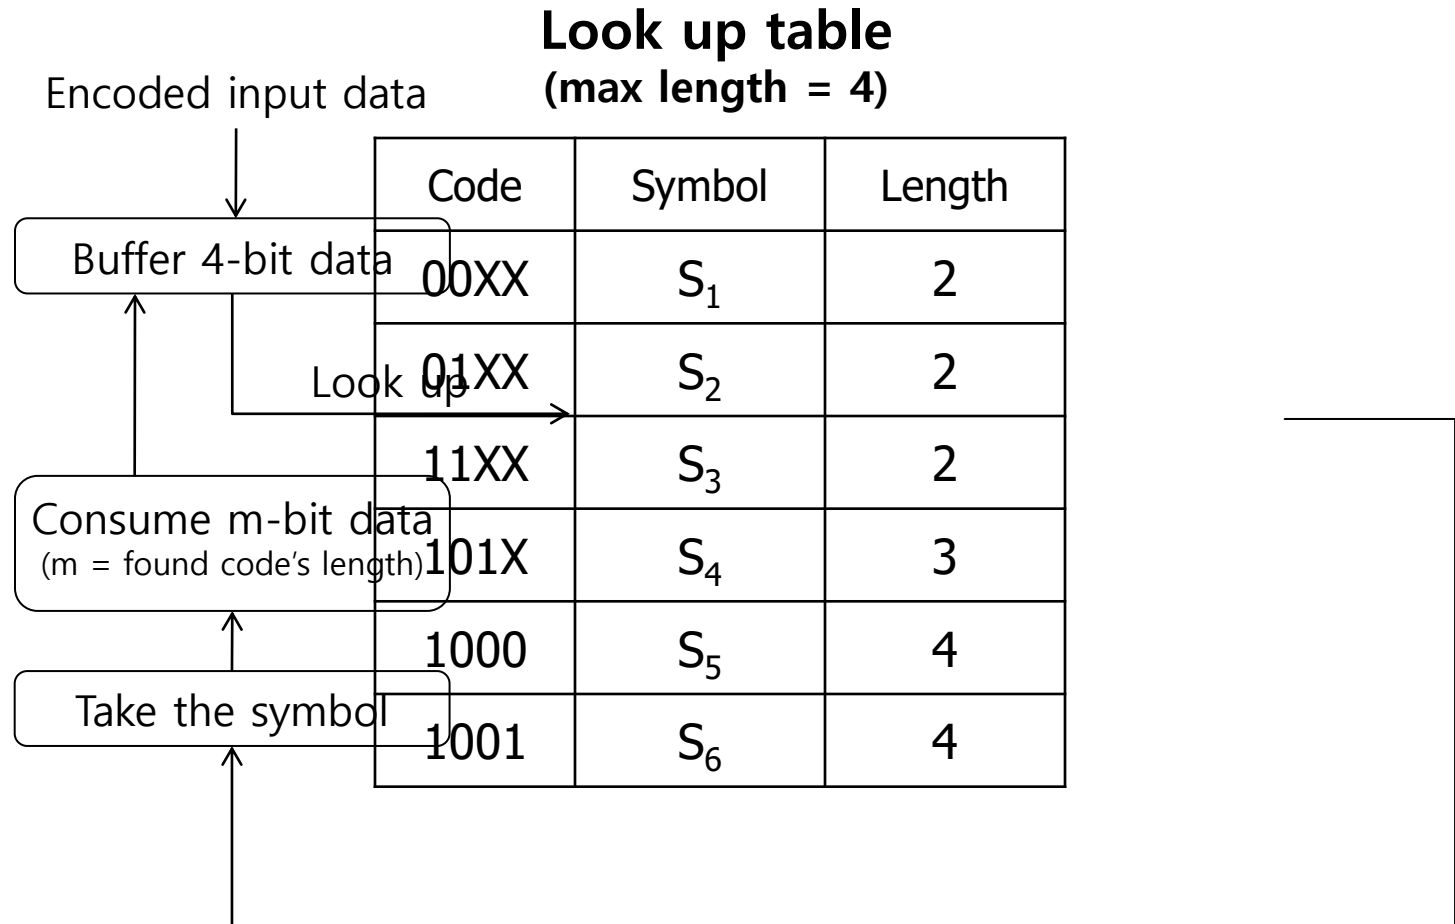 Look up table
(max length = 4)
Encoded input data
Code Symbol Length
Buffer 4-bit data
00XX S₁ 2
Look up
01XX S₂ 2
11XX S₃ 2
Consume m-bit data
(m = found code's length)
101X S₄ 3
1000 S₅ 4
Take the symbol
1001 S₆ 4